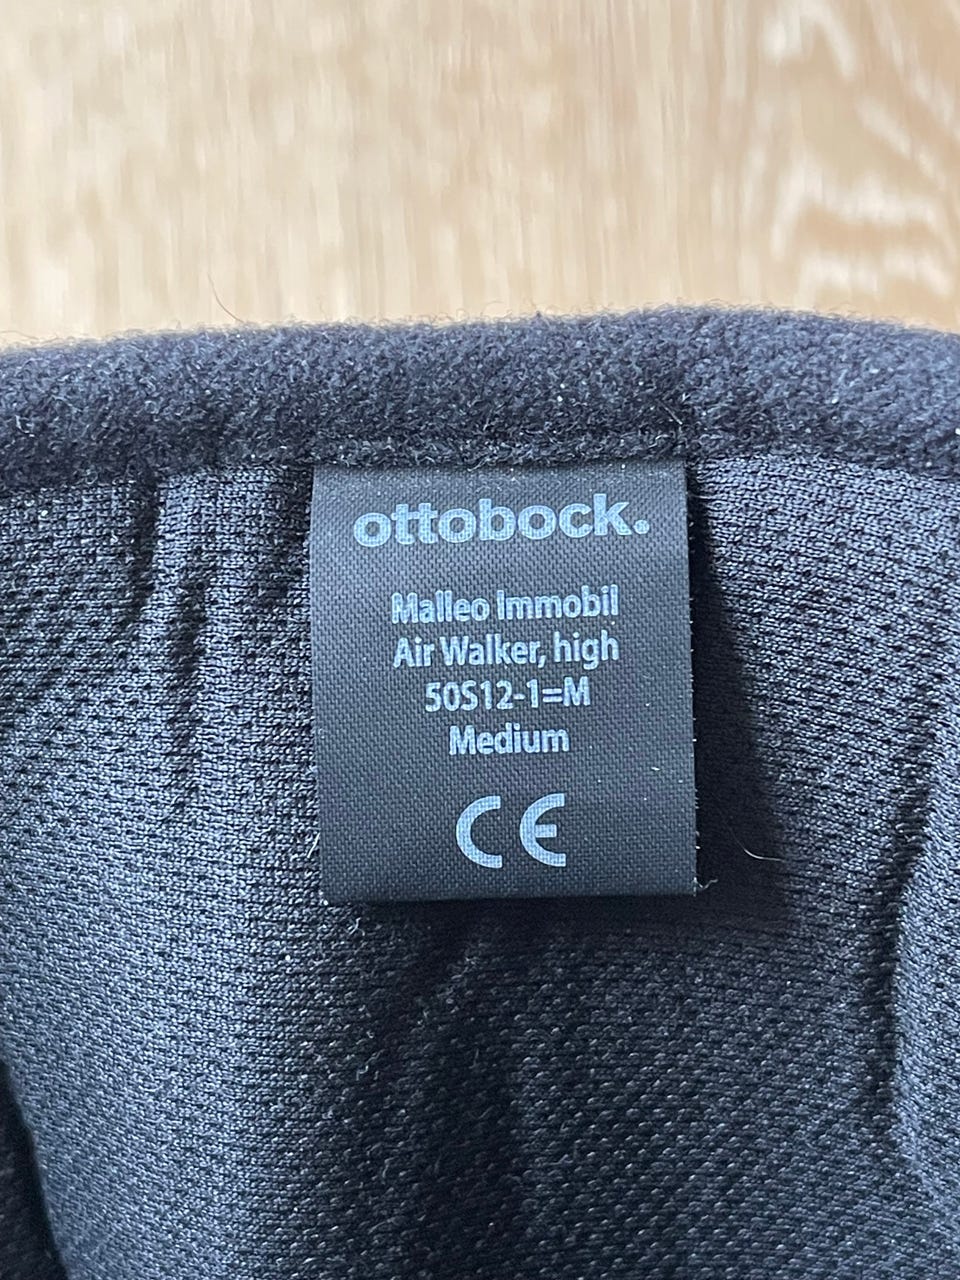 ottobock.
Malleo Immobil
Air Walker, high
50S12-1=M
Medium
CE